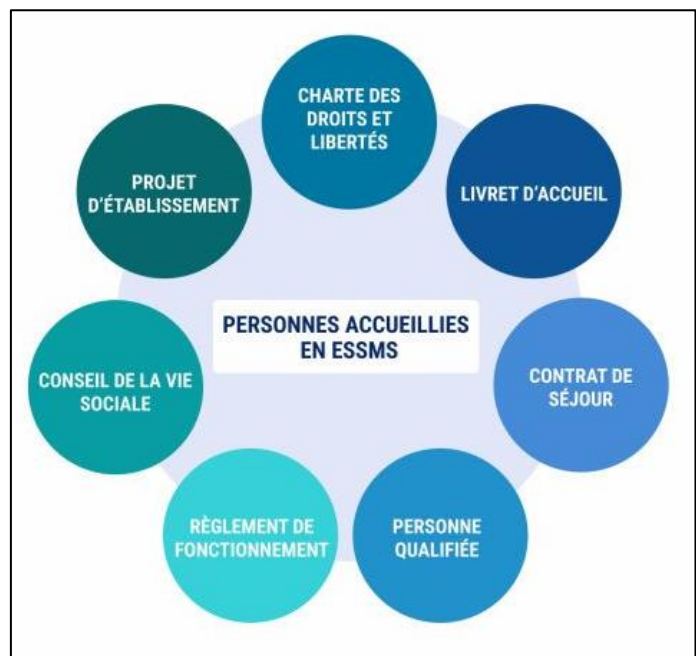 CHARTE DES
DROITS ET
LIBERTÉS
LIVRET D'ACCUEIL
CONTRAT DE
SÉJOUR
PERSONNE
QUALIFIÉE
RÈGLEMENT DE
FONCTIONNEMENT
CONSEIL DE LA VIE
SOCIALE
PROJET
D'ÉTABLISSEMENT
PERSONNES ACCUEILLIES
EN ESSMS